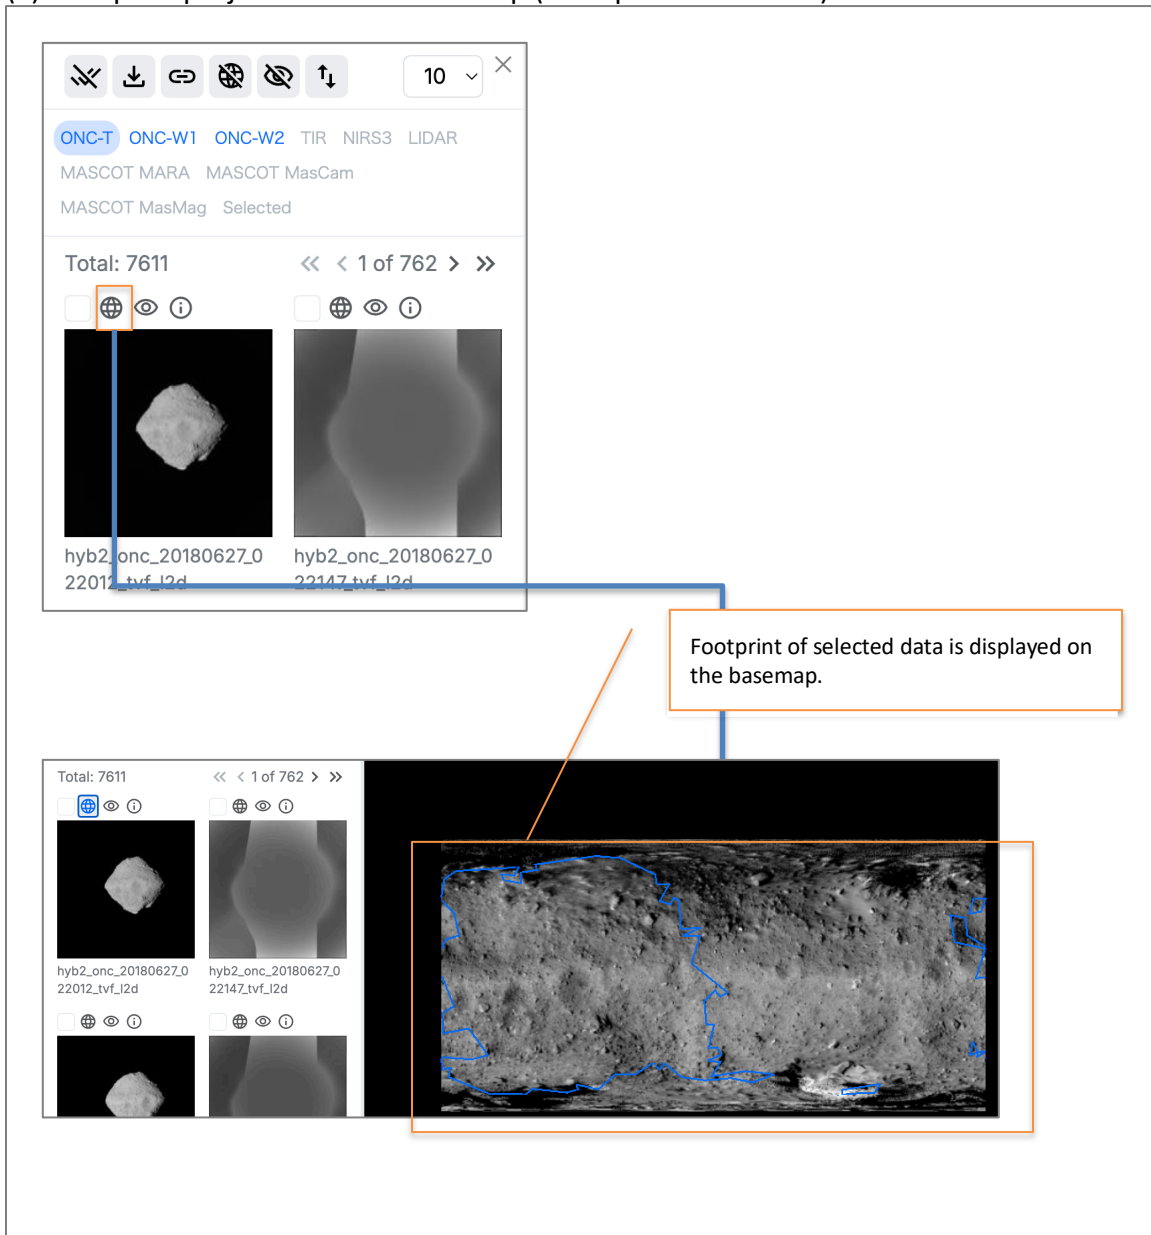 10
ONC-T ONC-W1 ONC-W2 TIR NIRS3 LIDAR
MASCOT MARA MASCOT MasCam
MASCOT MasMag Selected
Total: 7611 1 of 762
hyb2_onc_20180627_0
22012_tvf_l2d
hyb2_onc_20180627_0
22147_tvf_l2d
Footprint of selected data is displayed on
the basemap.
Total: 7611 1 of 762
hyb2_onc_20180627_0
22012_tvf_l2d
hyb2_onc_20180627_0
22147_tvf_l2d